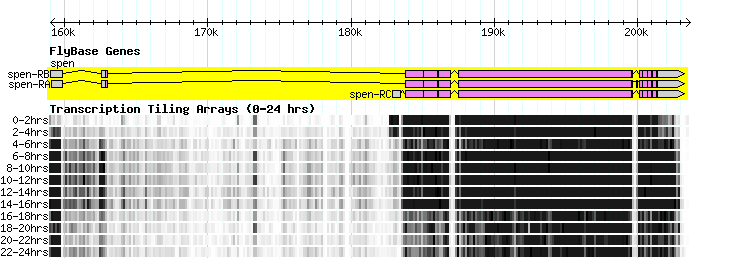 160k 170k 180k 190k 200k
FlyBase Genes
spen
spen-RB
spen-RA
spen-RC
Transcription Tiling Arrays (0-24 hrs)
0-2hrs
2-4hrs
4-6hrs
6-8hrs
8-10hrs
10-12hrs
12-14hrs
14-16hrs
16-18hrs
18-20hrs
20-22hrs
22-24hrs